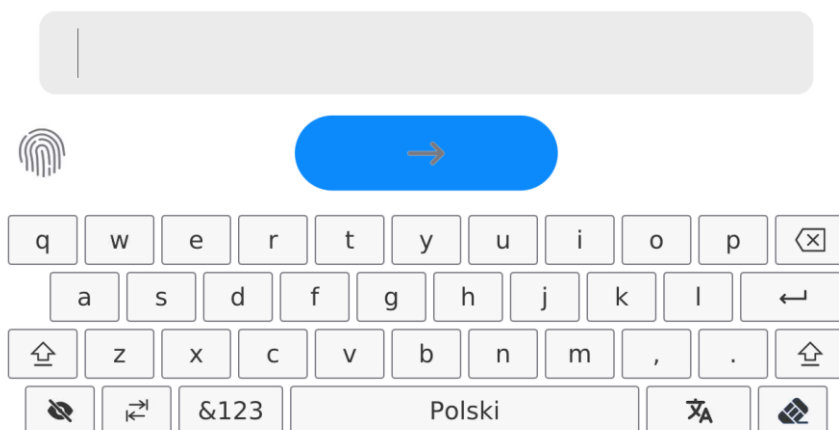 q w e r t y u i o p
a s d f g h j k l
z x c v b n m , .
&123 Polski